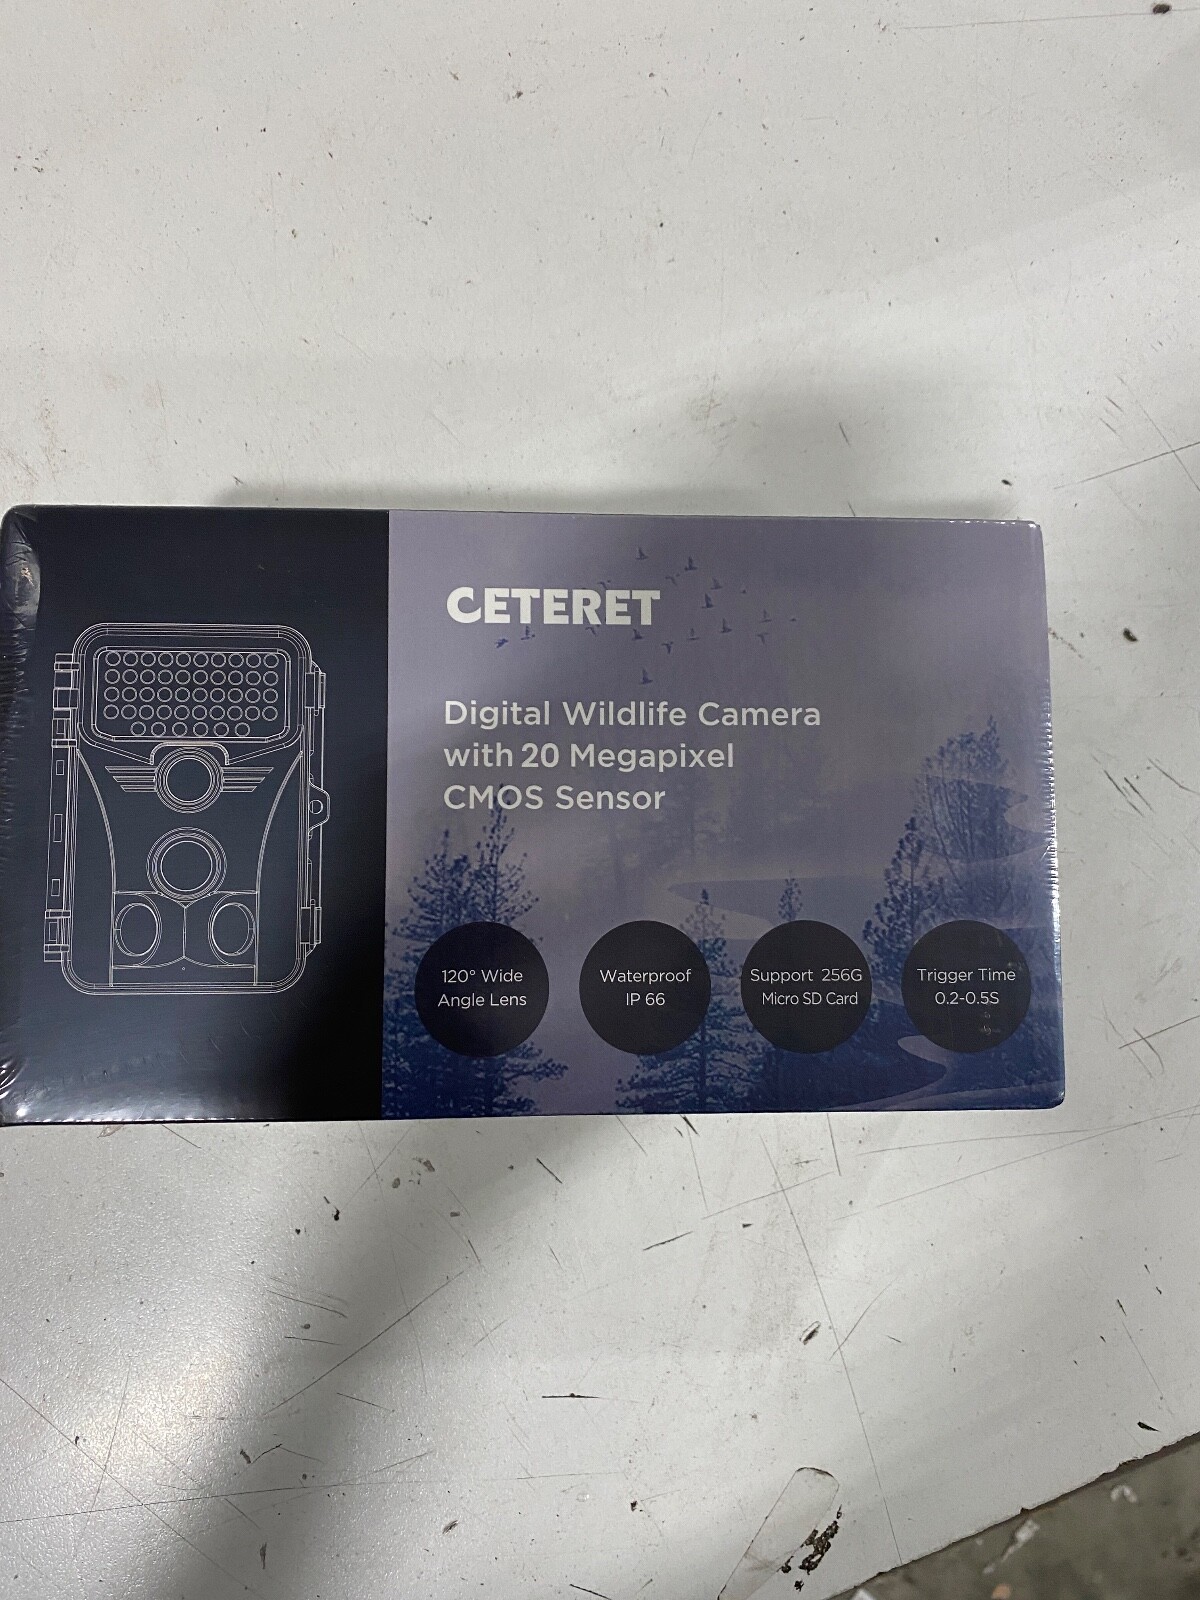 CETERET
Digital Wildlife Camera
with 20 Megapixel
CMOS Sensor
120° Wide
Angle Lens
Waterproof
IP 66
Support 256G
Micro SD Card
Trigger Time
0.2-0.5S